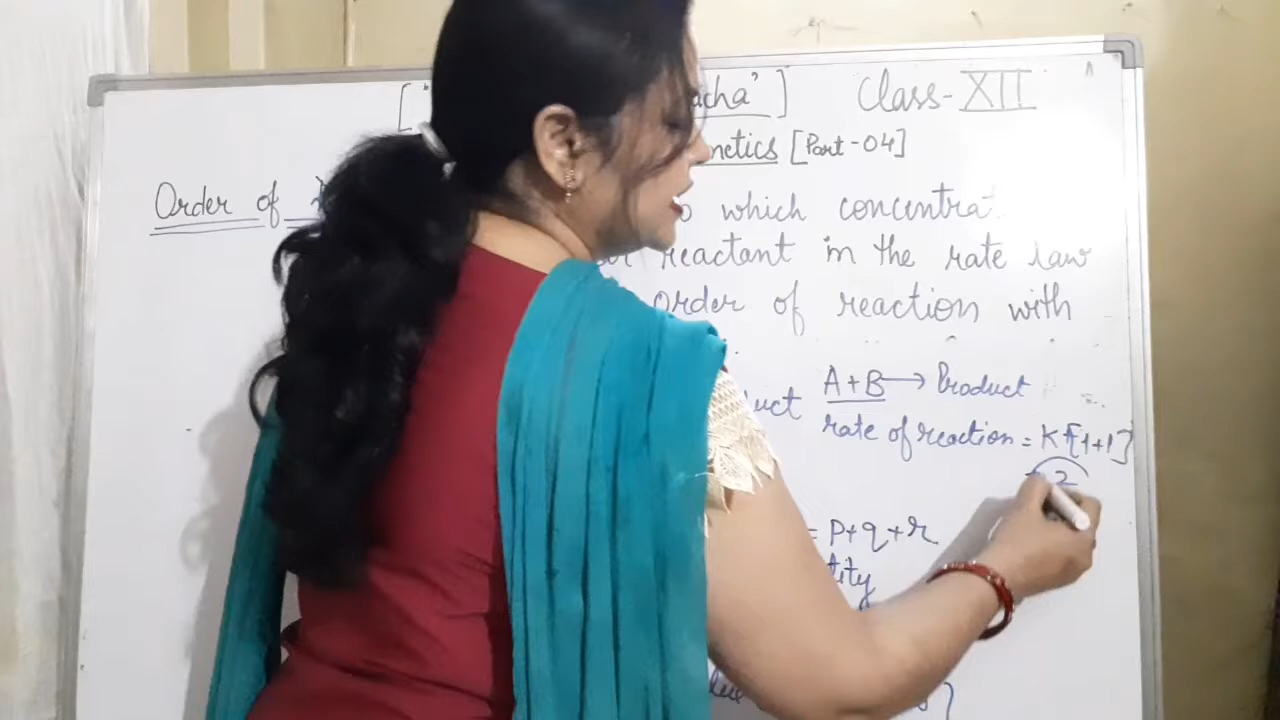 acha' ] Class-XII
netics [Part-04]
Order of
which concentra
reactant in the rate law
order of reaction with
A+B → Product
duct
rate of reaction = K [1+1]
2
= P+q+r
tity